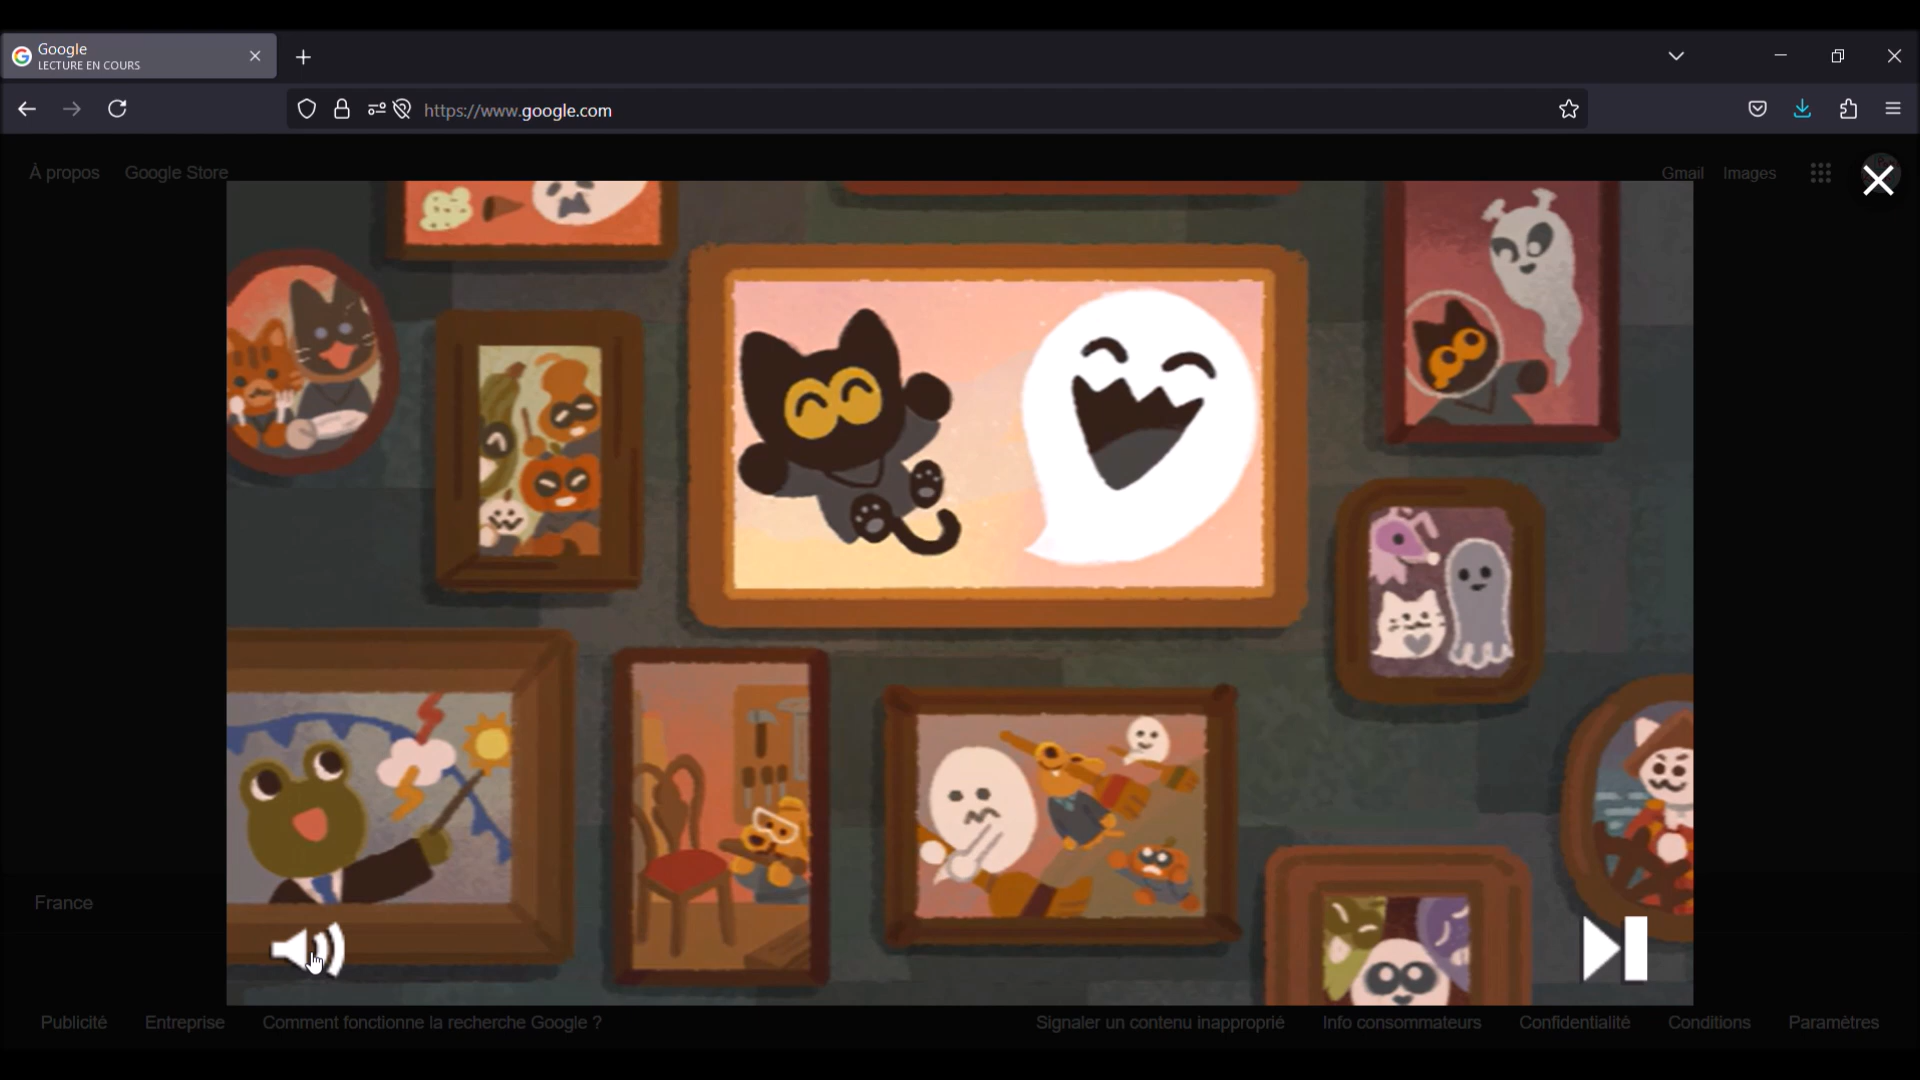 Google
LECTURE EN COURS
https://www.google.com
À propos Google Store
Gmail Images
France
Publicité Entreprise Comment fonctionne la recherche Google ?
Signaler un contenu inapproprié Info consommateurs Confidentialité Conditions Paramètres